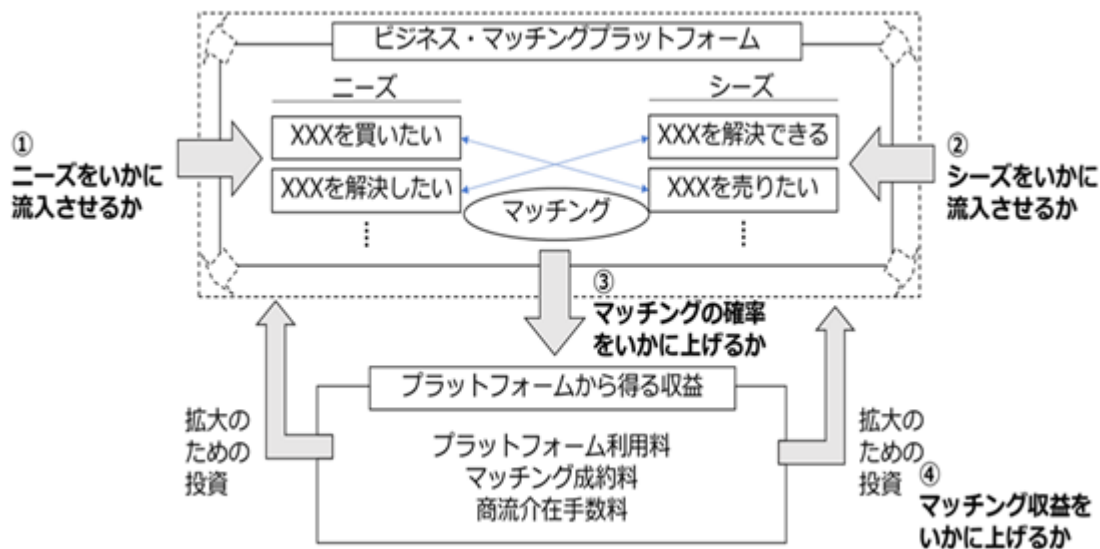 ビジネス・マッチングプラットフォーム
ニーズ
シーズ
XXXを買いたい
XXXを解決できる
XXXを解決したい
XXXを売りたい
マッチング
①
ニーズをいかに
流入させるか
②
シーズをいかに
流入させるか
③
マッチングの確率
をいかに上げるか
プラットフォームから得る収益
プラットフォーム利用料
マッチング成約料
商流介在手数料
拡大の
ための
投資
拡大の
ための
投資
④
マッチング収益を
いかに上げるか